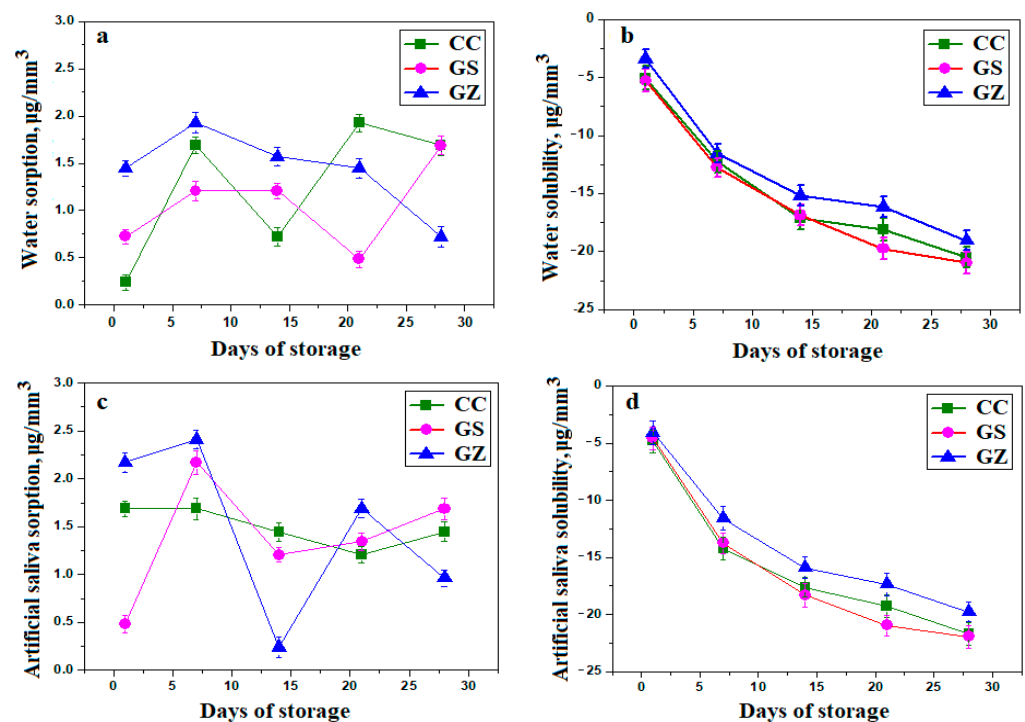 a
CC
GS
GZ
3.0
2.5
2.0
1.5
1.0
0.5
0.0
0 5 10 15 20 25 30
Water sorption, µg/mm³
Days of storage
b
CC
GS
GZ
0
−5
−10
−15
−20
−25
0 5 10 15 20 25 30
Water solubility, µg/mm³
Days of storage
c
CC
GS
GZ
3.0
2.5
2.0
1.5
1.0
0.5
0.0
0 5 10 15 20 25 30
Artificial saliva sorption, µg/mm³
Days of storage
d
CC
GS
GZ
0
−5
−10
−15
−20
−25
0 5 10 15 20 25 30
Artificial saliva solubility, µg/mm³
Days of storage